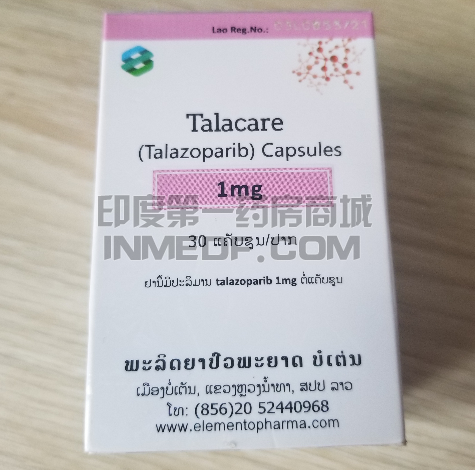 Lao Reg.No.:
Talacare
(Talazoparib) Capsules
1mg
印度第一药房商城
INMEDF.COM
30 ແຄັບຊູນ/ປາກ
ຢານີ້ມີປະລິມານ talazoparib 1mg ຕໍ່ແຄັບຊູນ
ພະລິດຢາປົວພະຍາດ ບໍ່ເຕ່ນ
ເມືອງບໍ່ເຕັນ, ແຂວງຫຼວງນ້ຳທາ, ສປປ ລາວ
ໂທ: (856)20 52440968
www.elementopharma.com